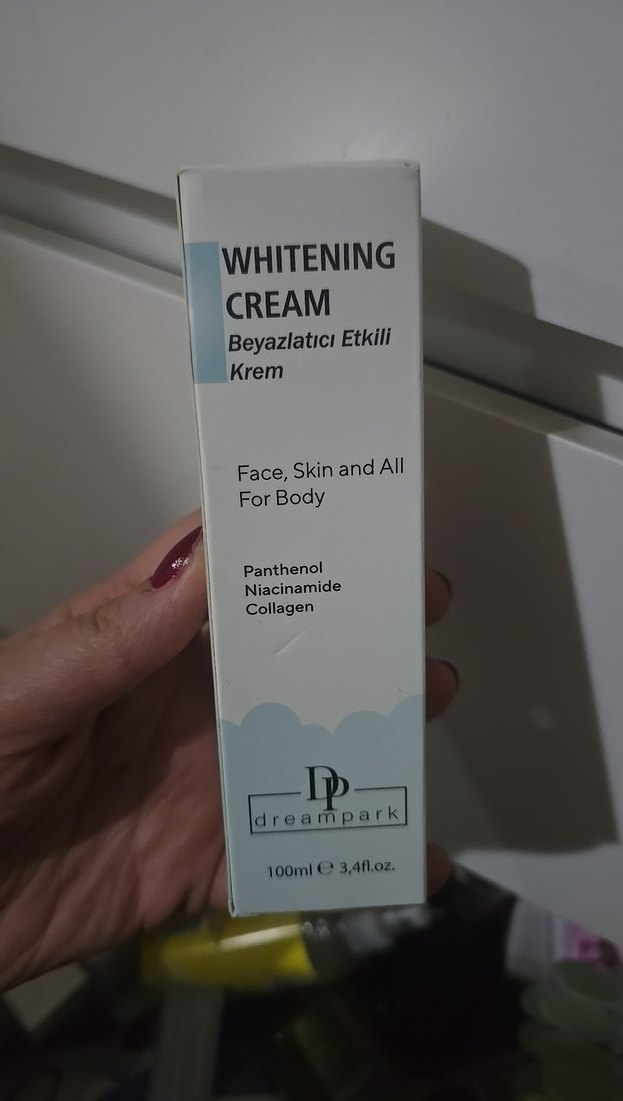 WHITENING
CREAM
Beyazlatıcı Etkili
Krem
Face, Skin and All
For Body
Panthenol
Niacinamide
Collagen
DP
dreampark
100ml ℮ 3,4fl.oz.